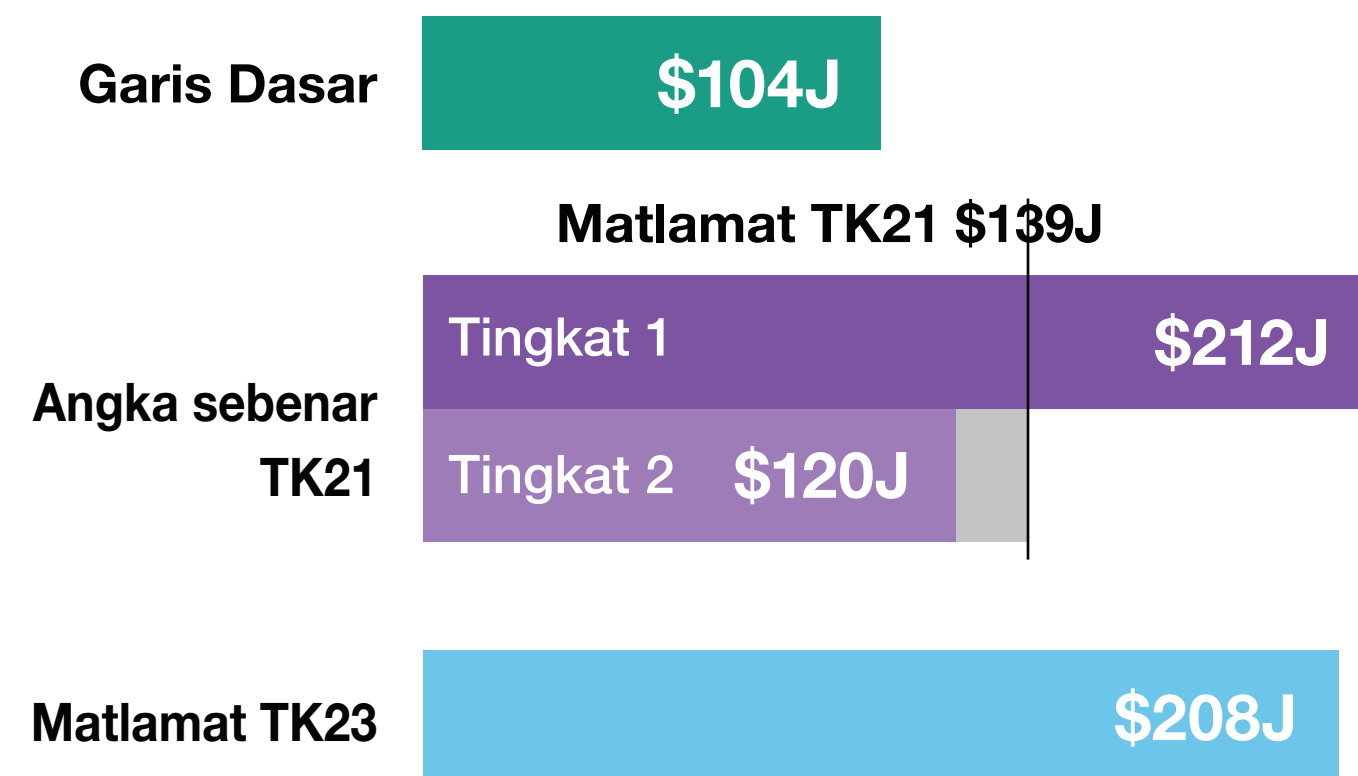 Garis Dasar
$104J
Matlamat TK21 $139J
Angka sebenar
TK21
Tingkat 1
$212J
Tingkat 2
$120J
Matlamat TK23
$208J